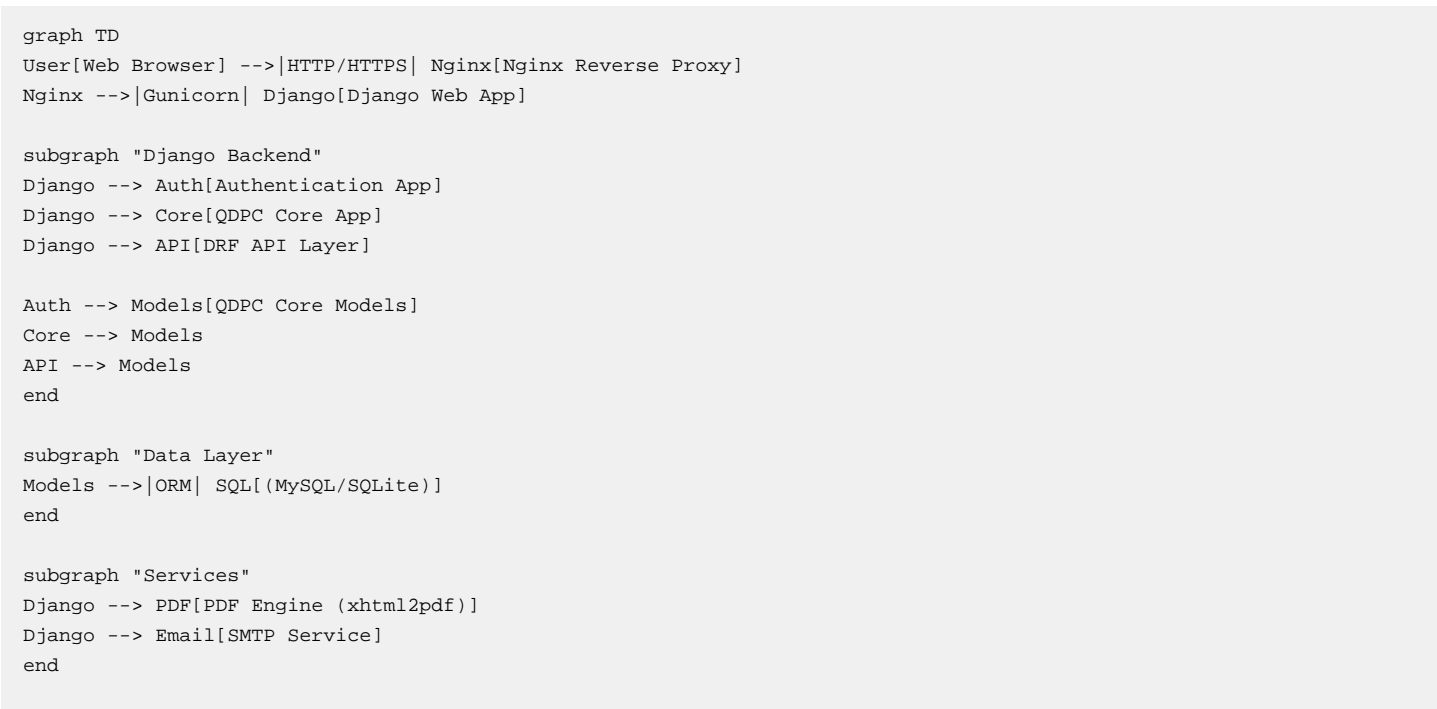 graph TD
User[Web Browser] -->|HTTP/HTTPS| Nginx[Nginx Reverse Proxy]
Nginx -->|Gunicorn| Django[Django Web App]

subgraph "Django Backend"
Django --> Auth[Authentication App]
Django --> Core[QDPC Core App]
Django --> API[DRF API Layer]

Auth --> Models[QDPC Core Models]
Core --> Models
API --> Models
end

subgraph "Data Layer"
Models -->|ORM| SQL[(MySQL/SQLite)]
end

subgraph "Services"
Django --> PDF[PDF Engine (xhtml2pdf)]
Django --> Email[SMTP Service]
end